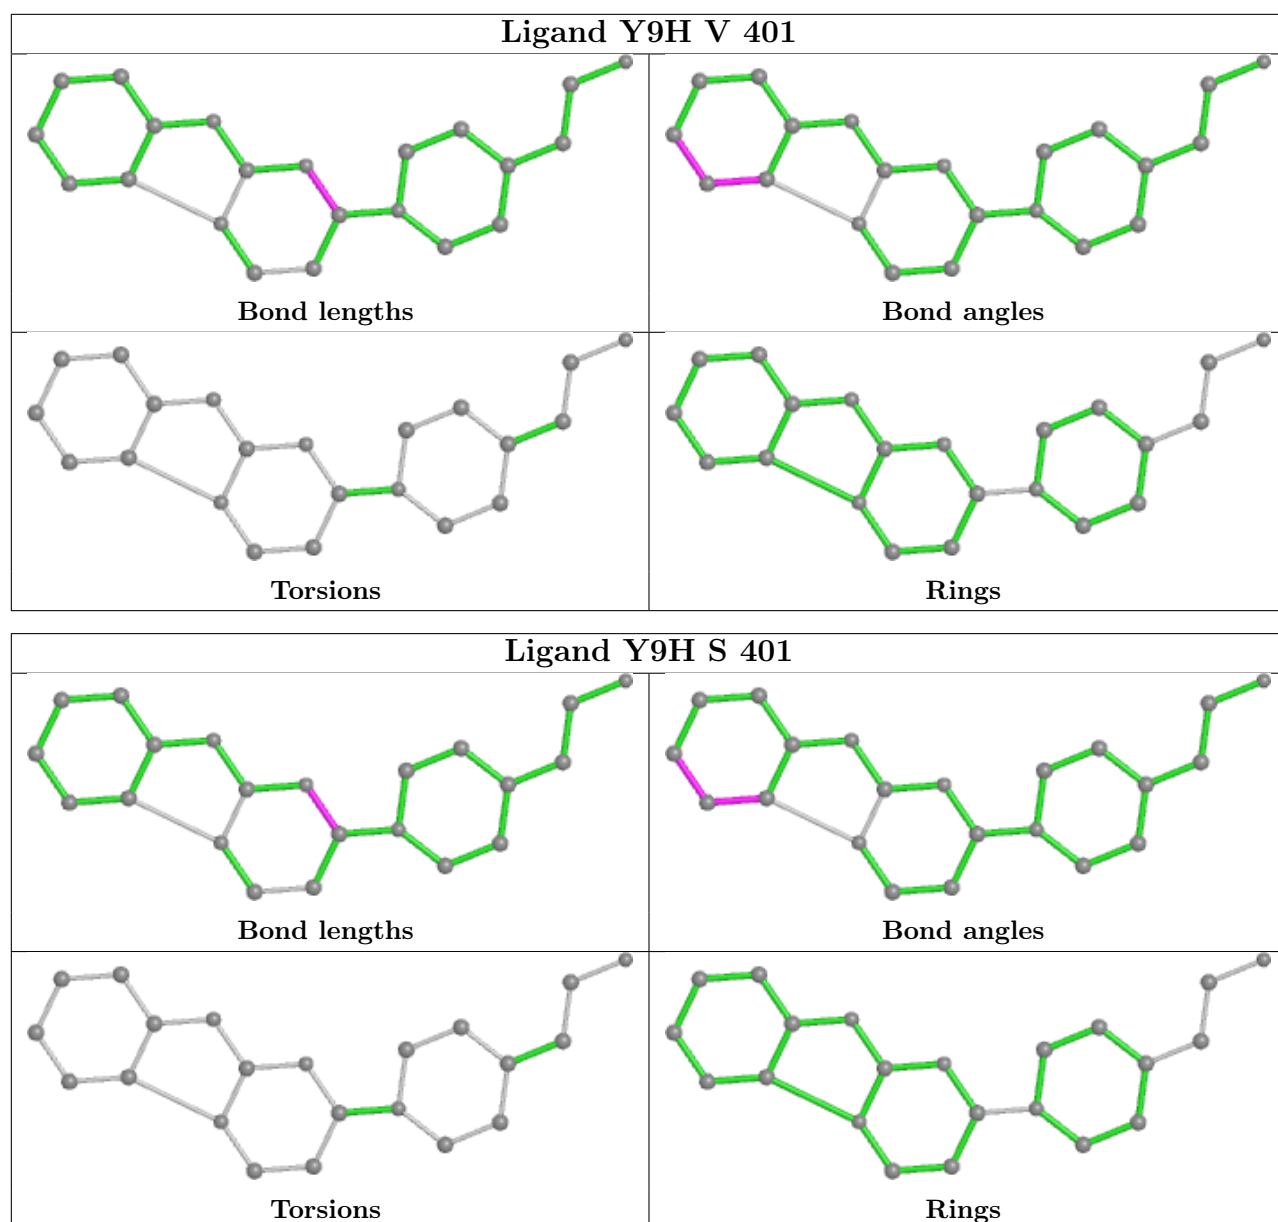 Ligand Y9H V 401
Bond lengths
Bond angles
Torsions
Rings
Ligand Y9H S 401
Bond lengths
Bond angles
Torsions
Rings